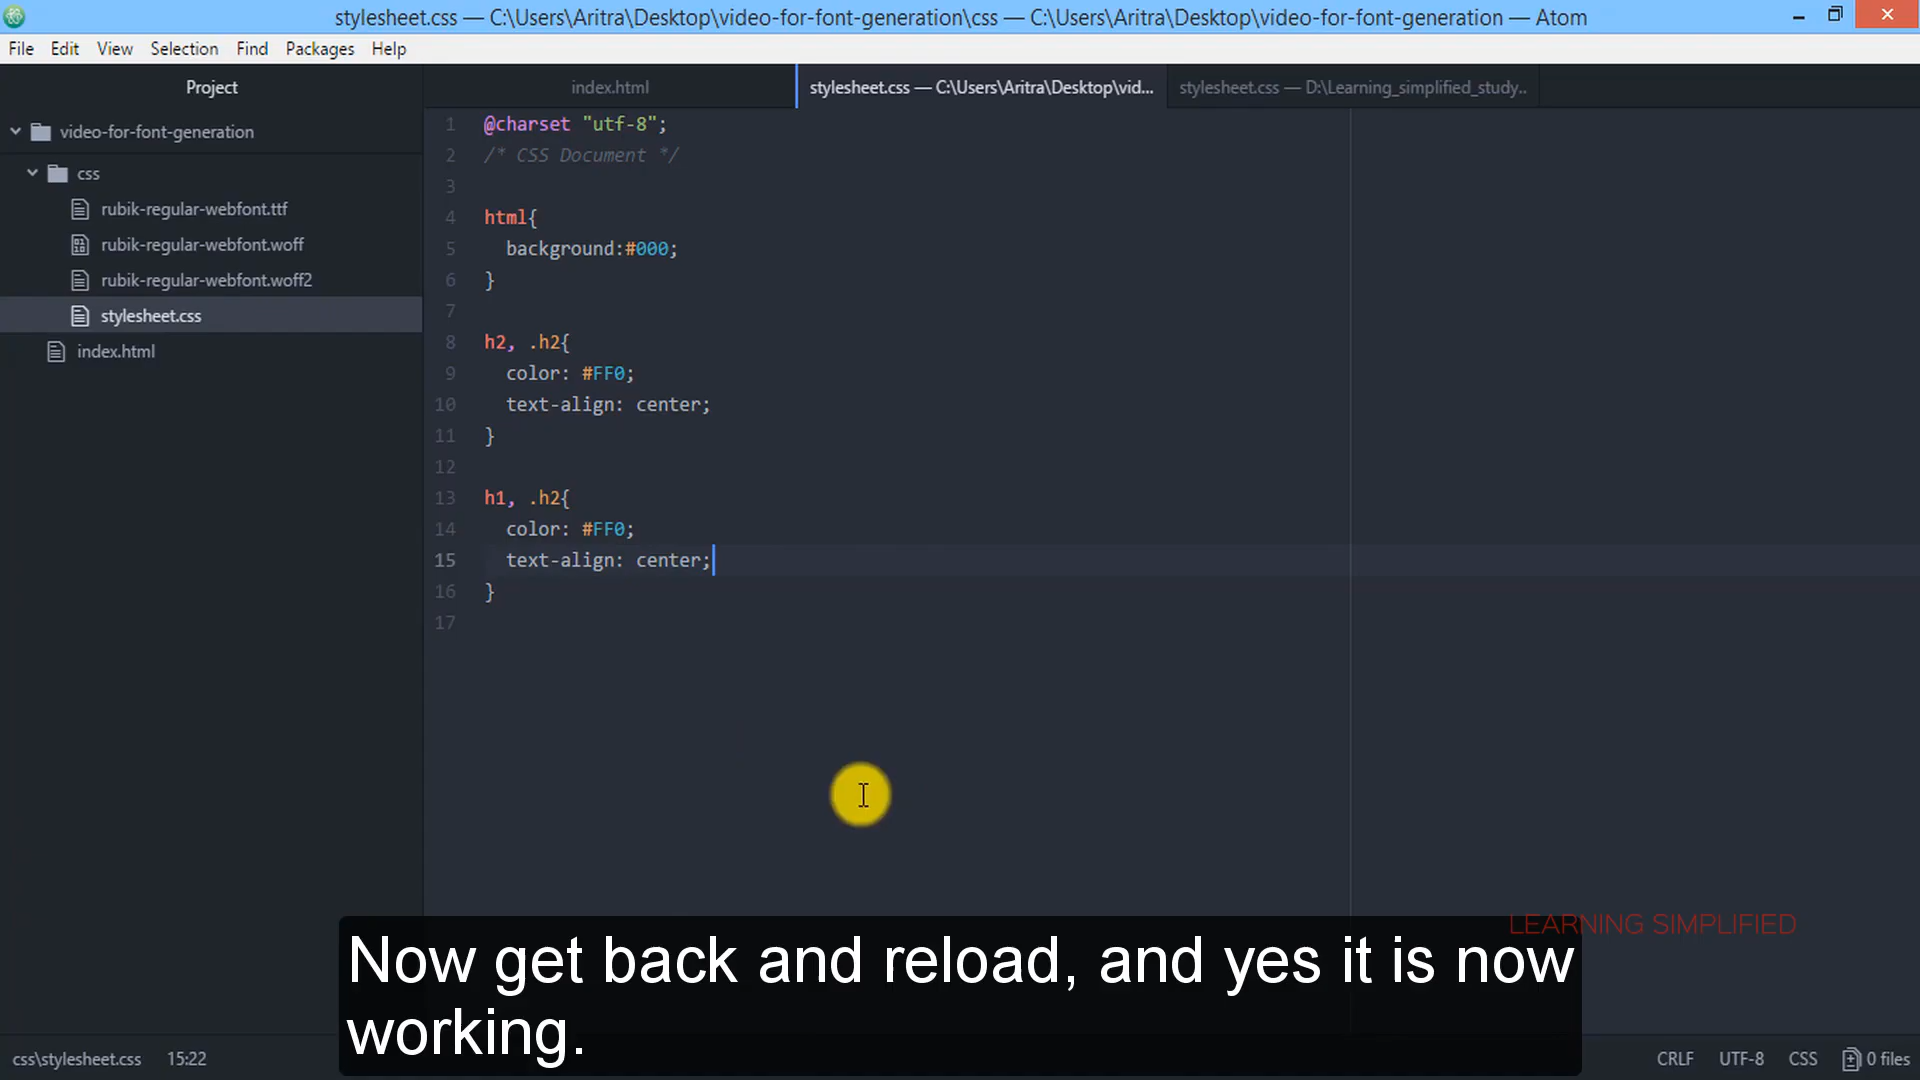 stylesheet.css — C:\Users\Aritra\Desktop\video-for-font-generation\css — C:\Users\Aritra\Desktop\video-for-font-generation — Atom
File Edit View Selection Find Packages Help
Project
index.html
stylesheet.css — C:\Users\Aritra\Desktop\vid...
stylesheet.css — D:\Learning_simplified_study..
video-for-font-generation
css
rubik-regular-webfont.ttf
rubik-regular-webfont.woff
rubik-regular-webfont.woff2
stylesheet.css
index.html
1 @charset "utf-8";
2 /* CSS Document */
3
4 html{
5 background:#000;
6 }
7
8 h2, .h2{
9 color: #FF0;
10 text-align: center;
11 }
12
13 h1, .h2{
14 color: #FF0;
15 text-align: center;
16 }
17
LEARNING SIMPLIFIED
Now get back and reload, and yes it is now
working.
css\stylesheet.css 15:22
CRLF UTF-8 CSS 0 files